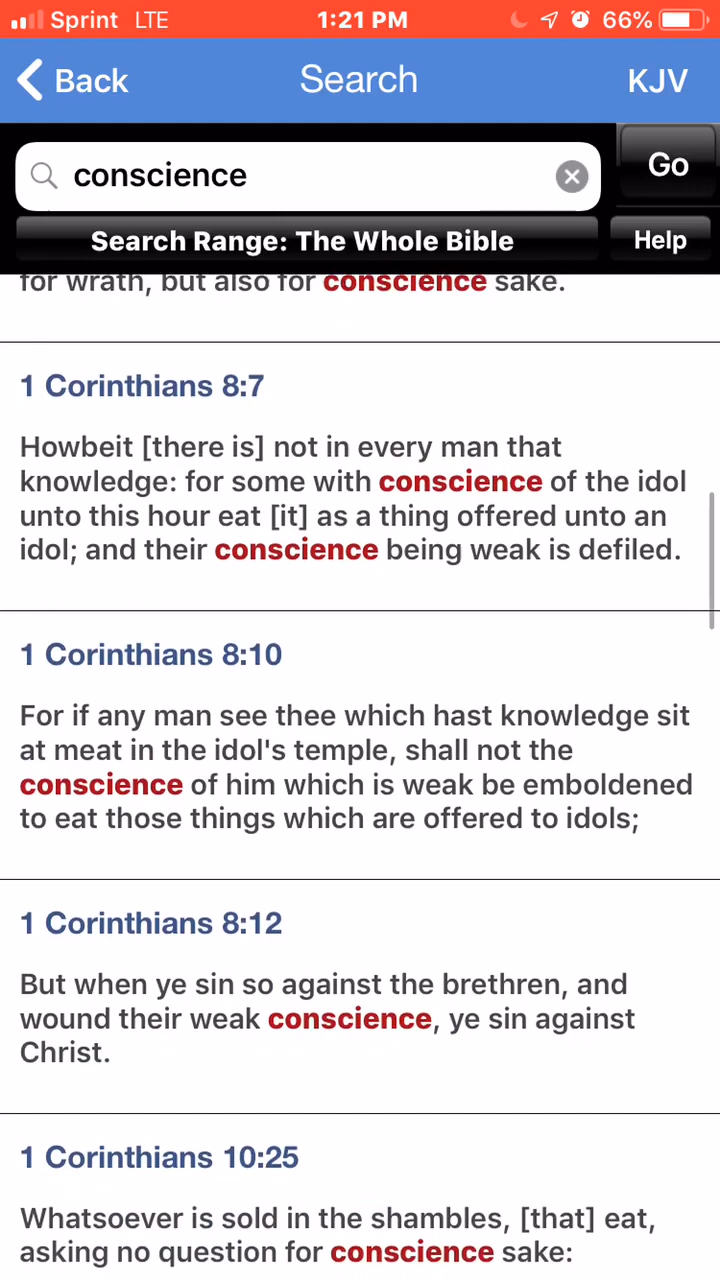 Sprint LTE 1:21 PM 66%
Back Search KJV
conscience
Go
Search Range: The Whole Bible
Help
for wrath, but also for conscience sake.
1 Corinthians 8:7
Howbeit [there is] not in every man that
knowledge: for some with conscience of the idol
unto this hour eat [it] as a thing offered unto an
idol; and their conscience being weak is defiled.
1 Corinthians 8:10
For if any man see thee which hast knowledge sit
at meat in the idol's temple, shall not the
conscience of him which is weak be emboldened
to eat those things which are offered to idols;
1 Corinthians 8:12
But when ye sin so against the brethren, and
wound their weak conscience, ye sin against
Christ.
1 Corinthians 10:25
Whatsoever is sold in the shambles, [that] eat,
asking no question for conscience sake: